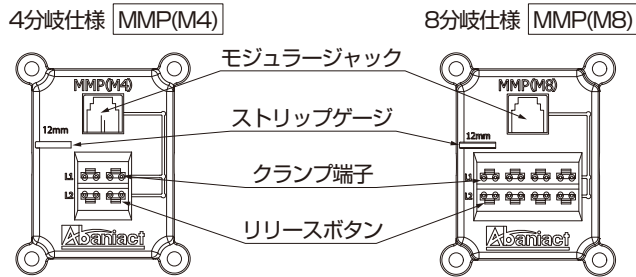 4分岐仕様 MMP(M4)
8分岐仕様 MMP(M8)
モジュラージャック
ストリップゲージ
クランプ端子
リリースボタン
MMP(M4)
12mm
L1
L2
Abaniact
MMP(M8)
12mm
L1
L2
Abaniact